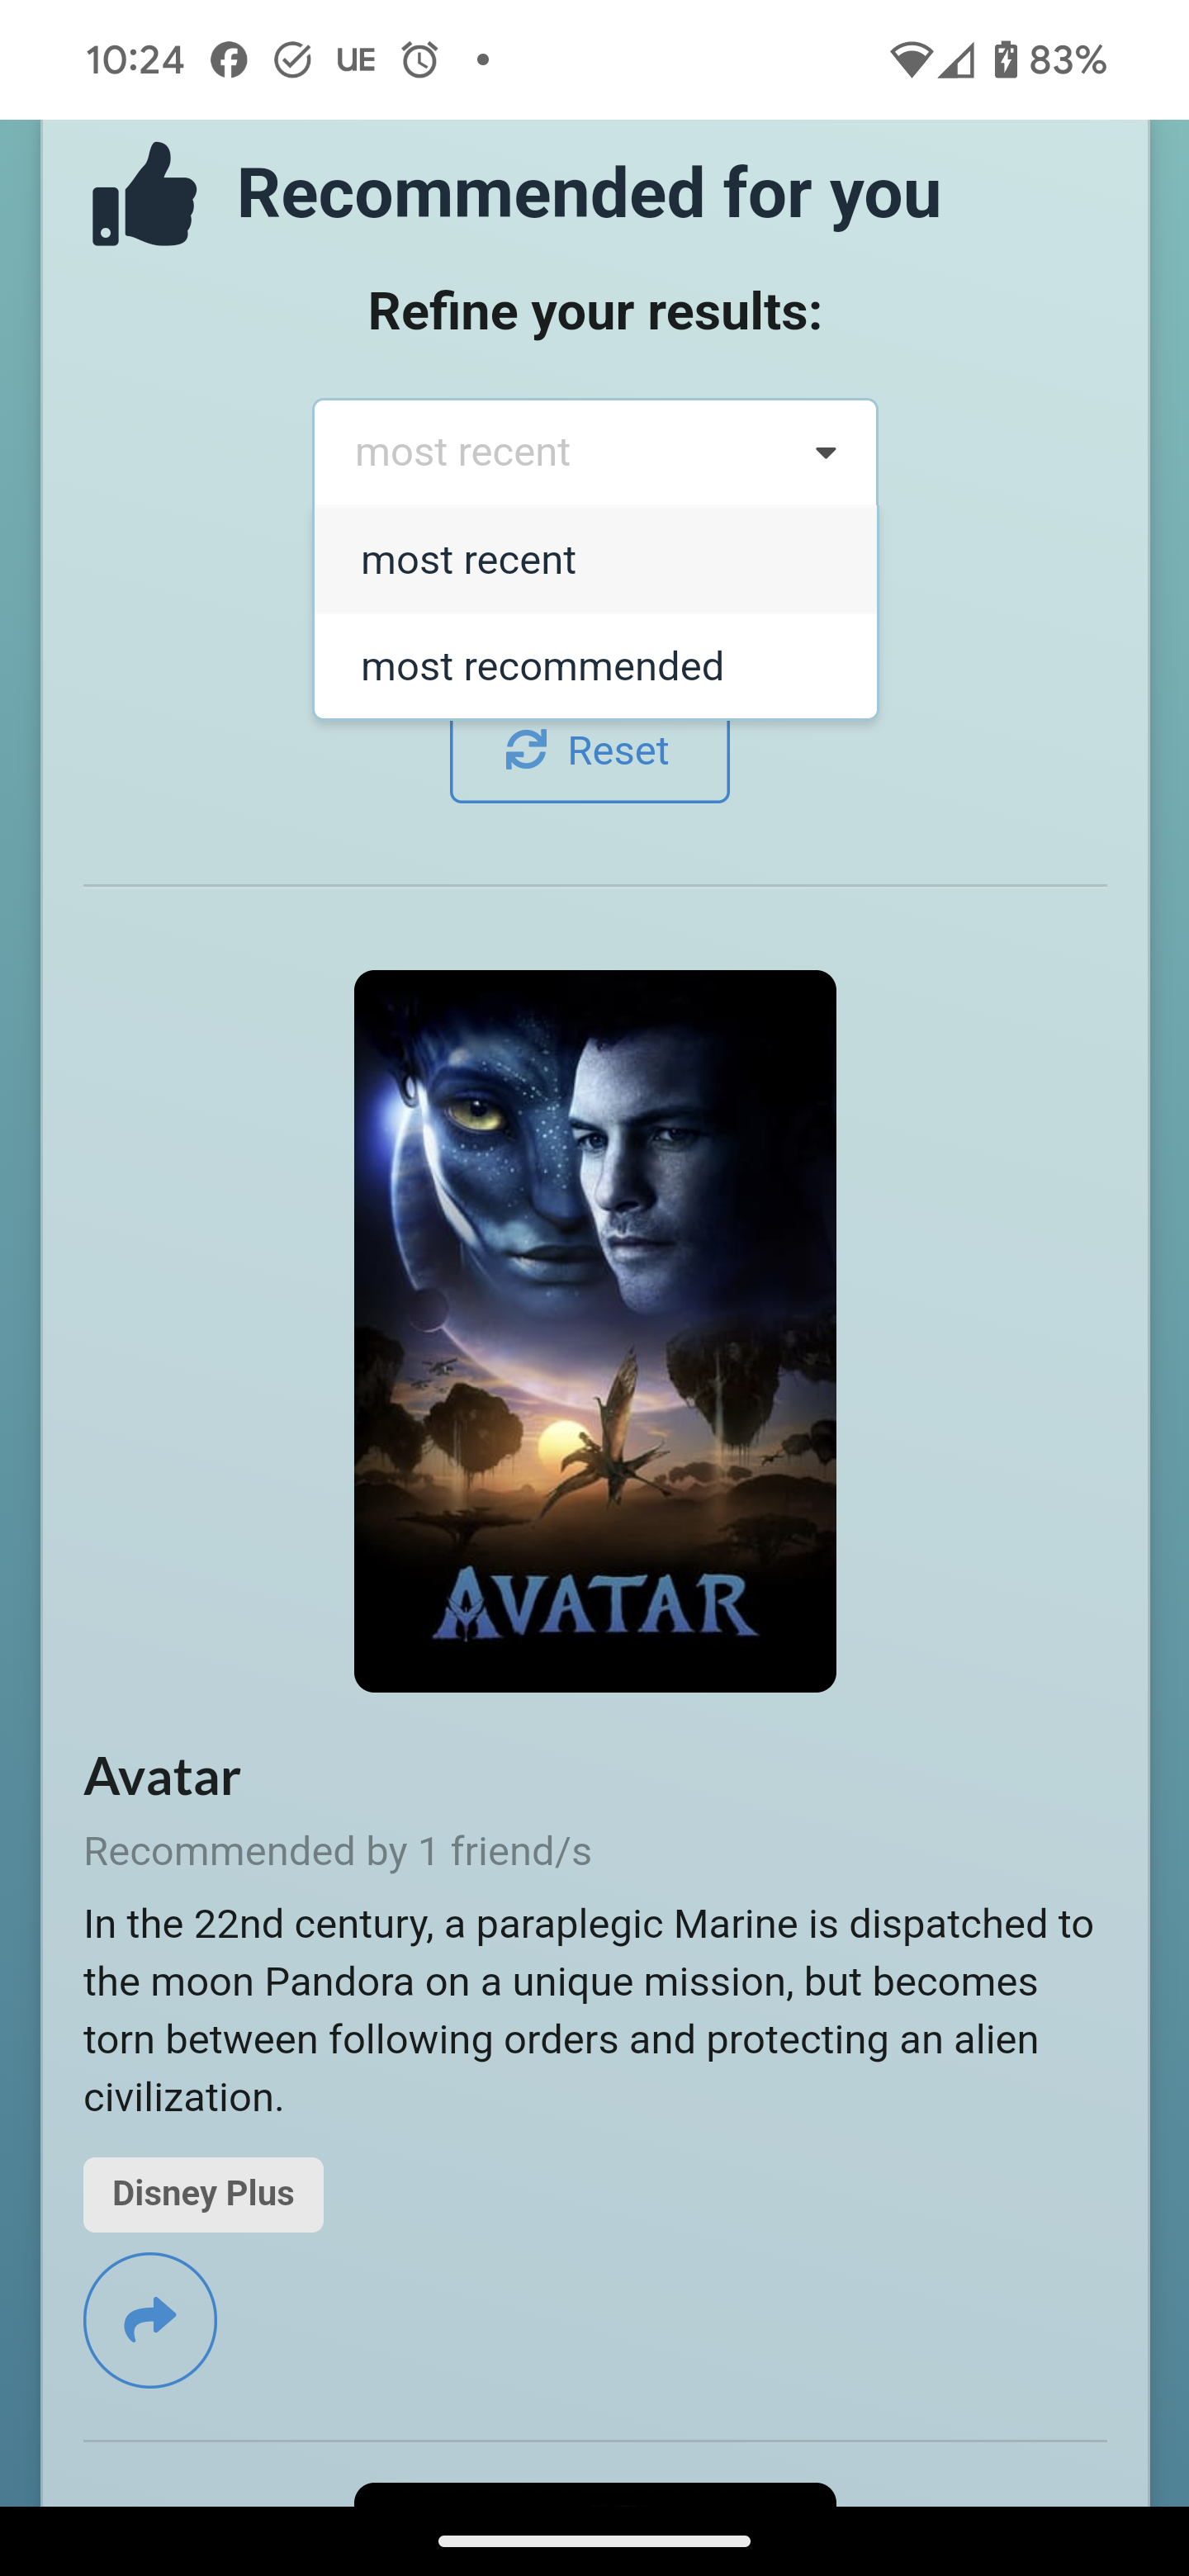 10:24 UE 83%
Recommended for you
Refine your results:
most recent
most recent
most recommended
Reset
AVATAR
Avatar
Recommended by 1 friend/s
In the 22nd century, a paraplegic Marine is dispatched to
the moon Pandora on a unique mission, but becomes
torn between following orders and protecting an alien
civilization.
Disney Plus